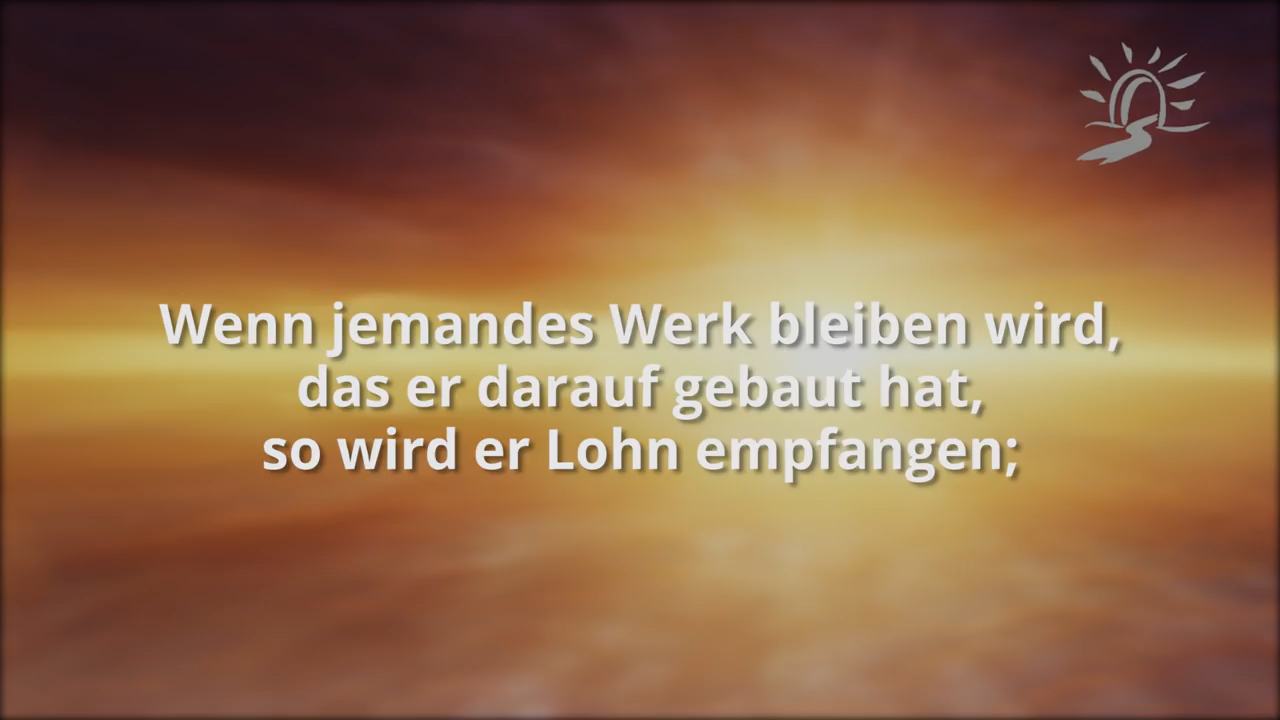 Wenn jemandes Werk bleiben wird,
das er darauf gebaut hat,
so wird er Lohn empfangen;